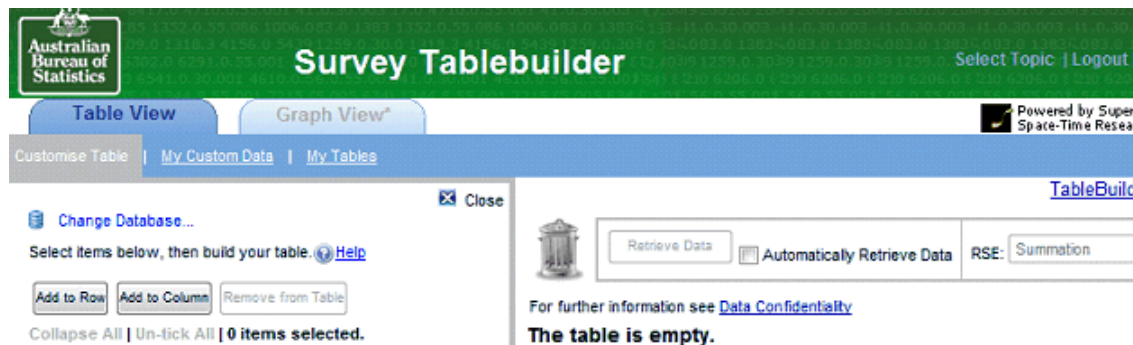 Australian
Bureau of
Statistics
Survey Tablebuilder
Select Topic | Logout
Table View
Graph View*
Powered by Super
Space-Time Resea
Customise Table | My Custom Data | My Tables
Close
TableBuild
Change Database...
Select items below, then build your table. Help
Retrieve Data
Automatically Retrieve Data
RSE: Summation
Add to Row Add to Column Remove from Table
For further information see Data Confidentiality
Collapse All | Un-tick All | 0 items selected.
The table is empty.